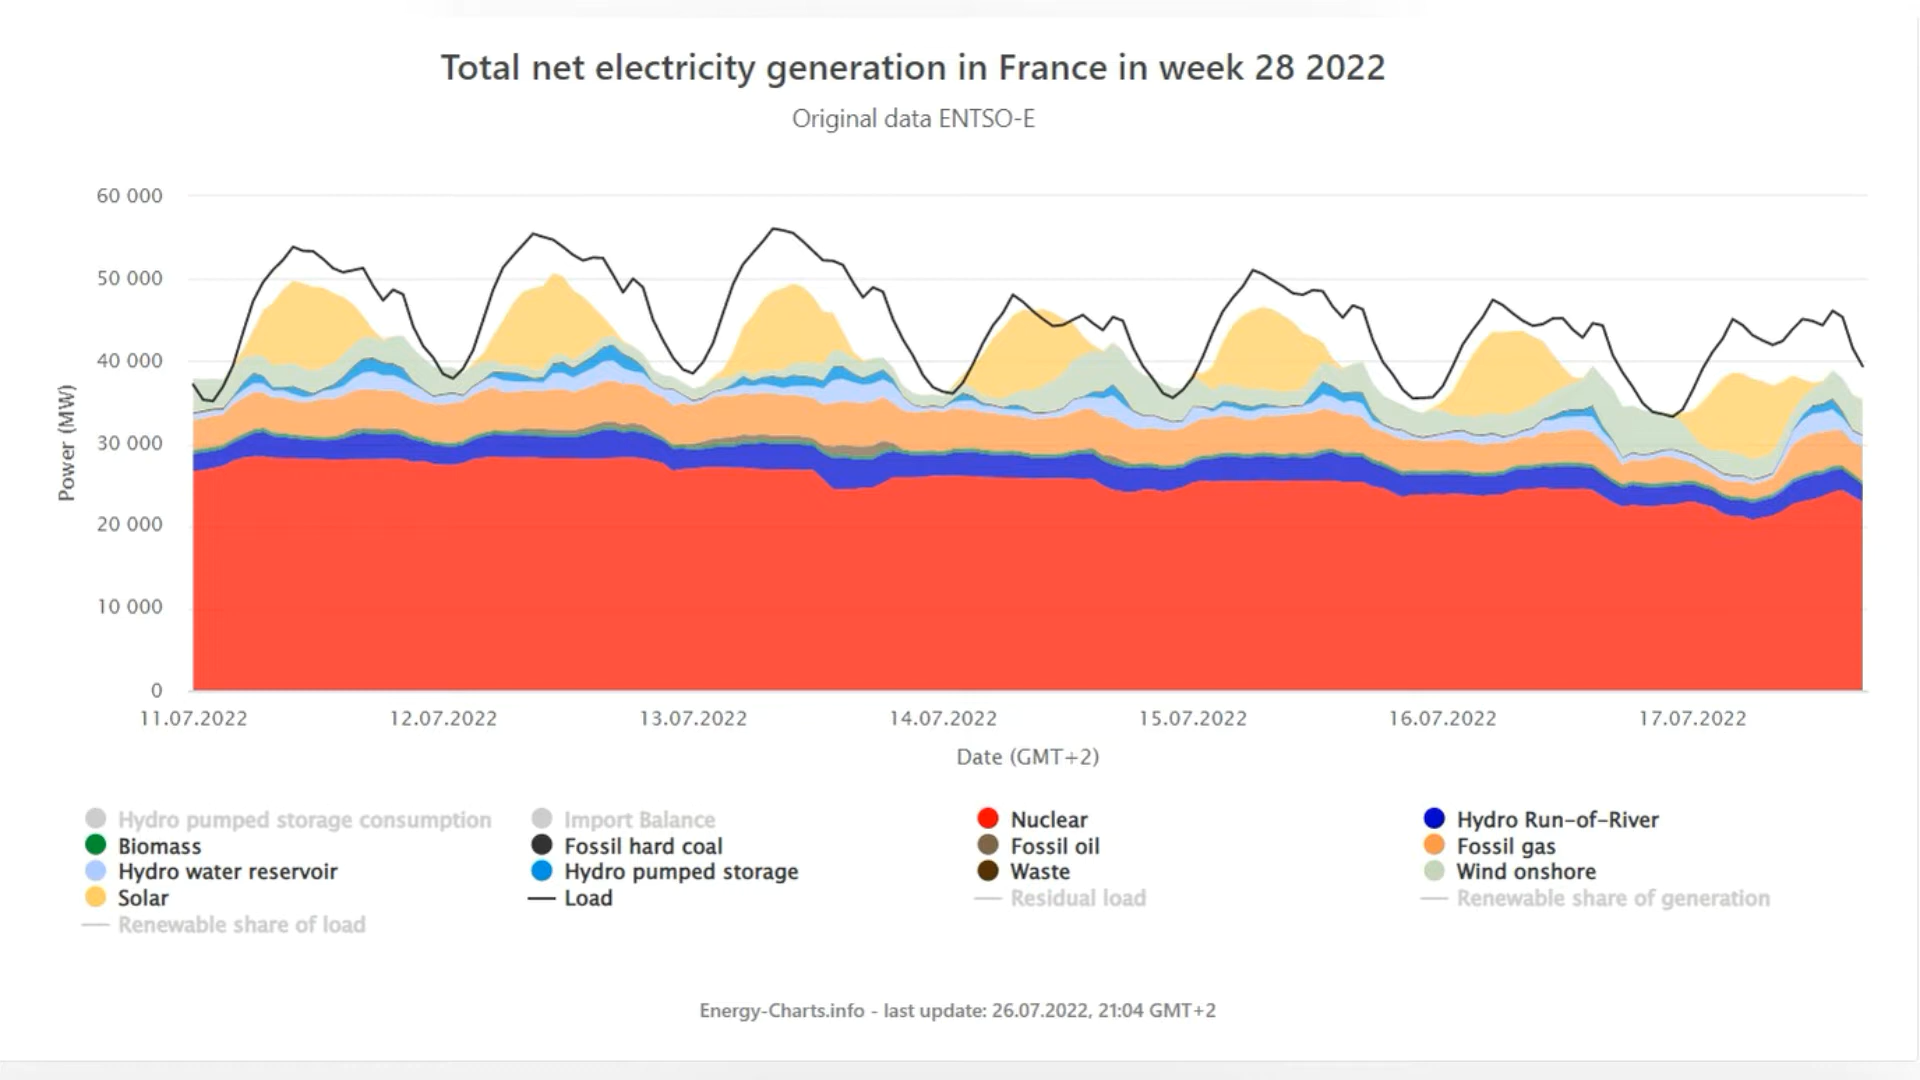 Total net electricity generation in France in week 28 2022
Original data ENTSO-E
Power (MW)
60 000
50 000
40 000
30 000
20 000
10 000
0
11.07.2022
12.07.2022
13.07.2022
14.07.2022
15.07.2022
16.07.2022
17.07.2022
Date (GMT+2)
Hydro pumped storage consumption
Import Balance
Nuclear
Hydro Run-of-River
Biomass
Fossil hard coal
Fossil oil
Fossil gas
Hydro water reservoir
Hydro pumped storage
Waste
Wind onshore
Solar
Load
Residual load
Renewable share of generation
Renewable share of load
Energy-Charts.info - last update: 26.07.2022, 21:04 GMT+2